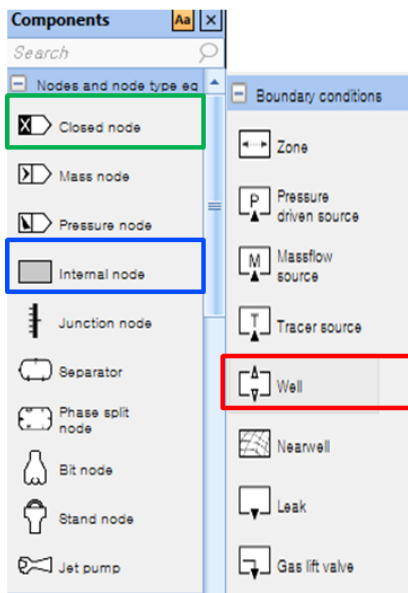 Components
Aa
Search
Nodes and node type eq
Closed node
Mass node
Pressure node
Internal node
Junction node
Separator
Phase split
node
Bit node
Stand node
Jet pump
Boundary conditions
Zone
P
Pressure
driven source
M
Massflow
source
T
Tracer source
Well
Nearwell
Leak
Gas lift valve